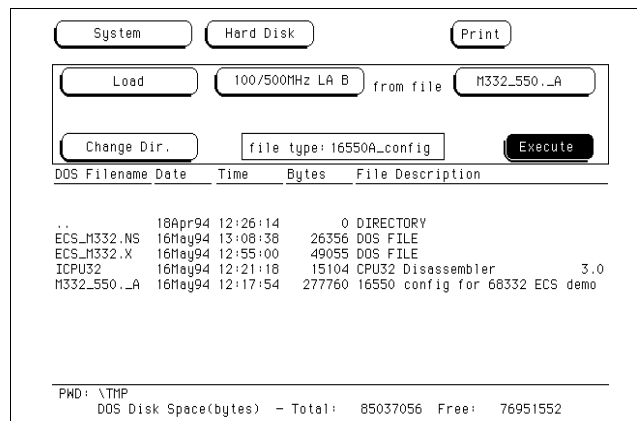 System Hard Disk Print
Load 100/500MHz LA B from file M332_550._A
Change Dir. file type: 16550A_config Execute
DOS Filename Date Time Bytes File Description
.. 18Apr94 12:26:14 0 DIRECTORY
ECS_M332.NS 16May94 13:08:38 26356 DOS FILE
ECS_M332.X 16May94 12:55:00 49055 DOS FILE
ICPU32 16May94 12:21:18 15104 CPU32 Disassembler 3.0
M332_550._A 16May94 12:17:54 277760 16550 config for 68332 ECS demo
PWD: \TMP
DOS Disk Space(bytes) - Total: 85037056 Free: 76951552